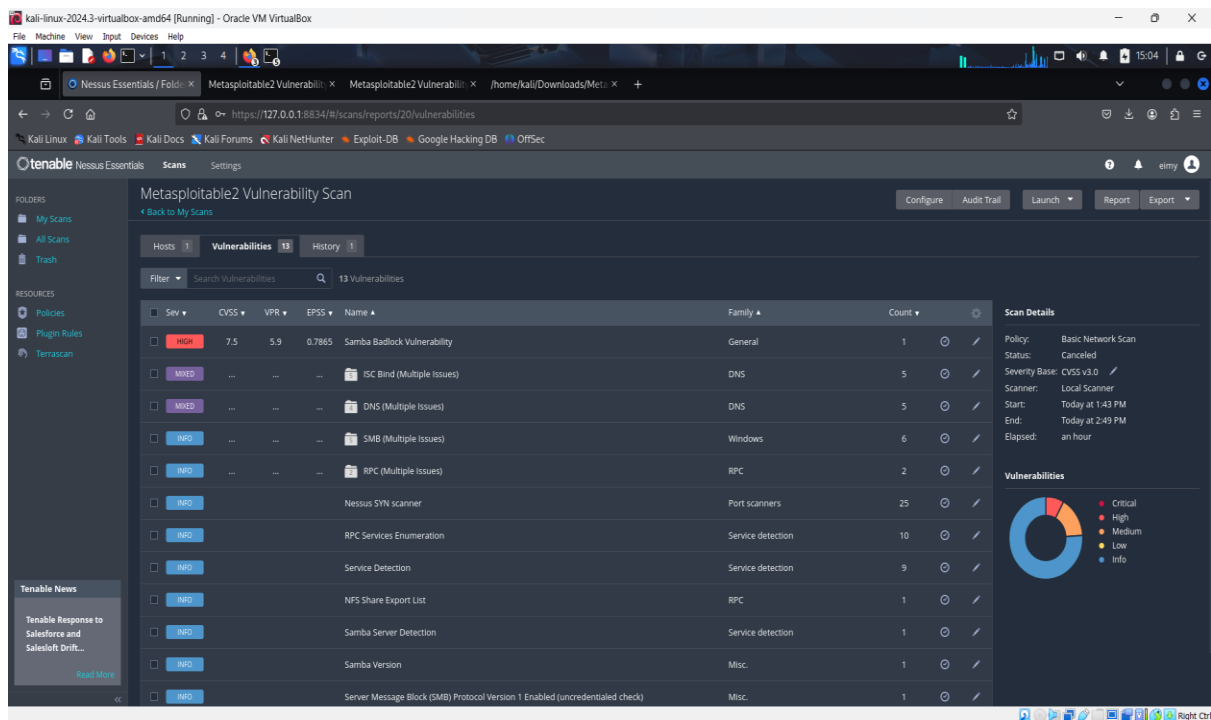 kali-linux-2024.3-virtualbox-amd64 [Running] - Oracle VM VirtualBox
File Machine View Input Devices Help
1 2 3 4 15:04
Nessus Essentials / Folde × Metasploitable2 Vulnerability × Metasploitable2 Vulnerability × /home/kali/Downloads/Meta × +
https://127.0.0.1:8834/#/scans/reports/20/vulnerabilities
Kali Linux Kali Tools Kali Docs Kali Forums Kali NetHunter Exploit-DB Google Hacking DB OffSec
tenable Nessus Essentials Scans Settings eimy
FOLDERS
My Scans
All Scans
Trash
RESOURCES
Policies
Plugin Rules
Terrascan
Tenable News
Tenable Response to
Salesforce and
Salesloft Drift...
Read More
Metasploitable2 Vulnerability Scan
< Back to My Scans
Configure Audit Trail Launch Report Export
Hosts 1 Vulnerabilities 13 History 1
Filter Search Vulnerabilities 13 Vulnerabilities
Sev CVSS VPR EPSS Name Family Count
HIGH 7.5 5.9 0.7865 Samba Badlock Vulnerability General 1
MIXED ... ... ... 5 ISC Bind (Multiple Issues) DNS 5
MIXED ... ... ... 4 DNS (Multiple Issues) DNS 5
INFO ... ... ... SMB (Multiple Issues) Windows 6
INFO ... ... ... 2 RPC (Multiple Issues) RPC 2
INFO Nessus SYN scanner Port scanners 25
INFO RPC Services Enumeration Service detection 10
INFO Service Detection Service detection 9
INFO NFS Share Export List RPC 1
INFO Samba Server Detection Service detection 1
INFO Samba Version Misc. 1
INFO Server Message Block (SMB) Protocol Version 1 Enabled (uncredentialed check) Misc. 1
Scan Details
Policy: Basic Network Scan
Status: Canceled
Severity Base: CVSS v3.0
Scanner: Local Scanner
Start: Today at 1:43 PM
End: Today at 2:49 PM
Elapsed: an hour
Vulnerabilities
Critical
High
Medium
Low
Info
Right Ctrl